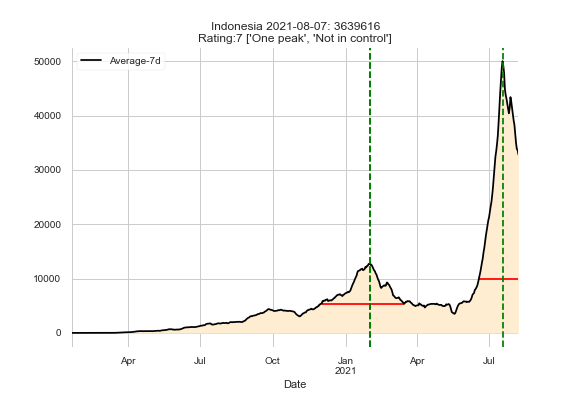 Indonesia 2021-08-07: 3639616
Rating:7 ['One peak', 'Not in control']
Average-7d
50000
40000
30000
20000
10000
0
Apr Jul Oct Jan Apr Jul
2021
Date